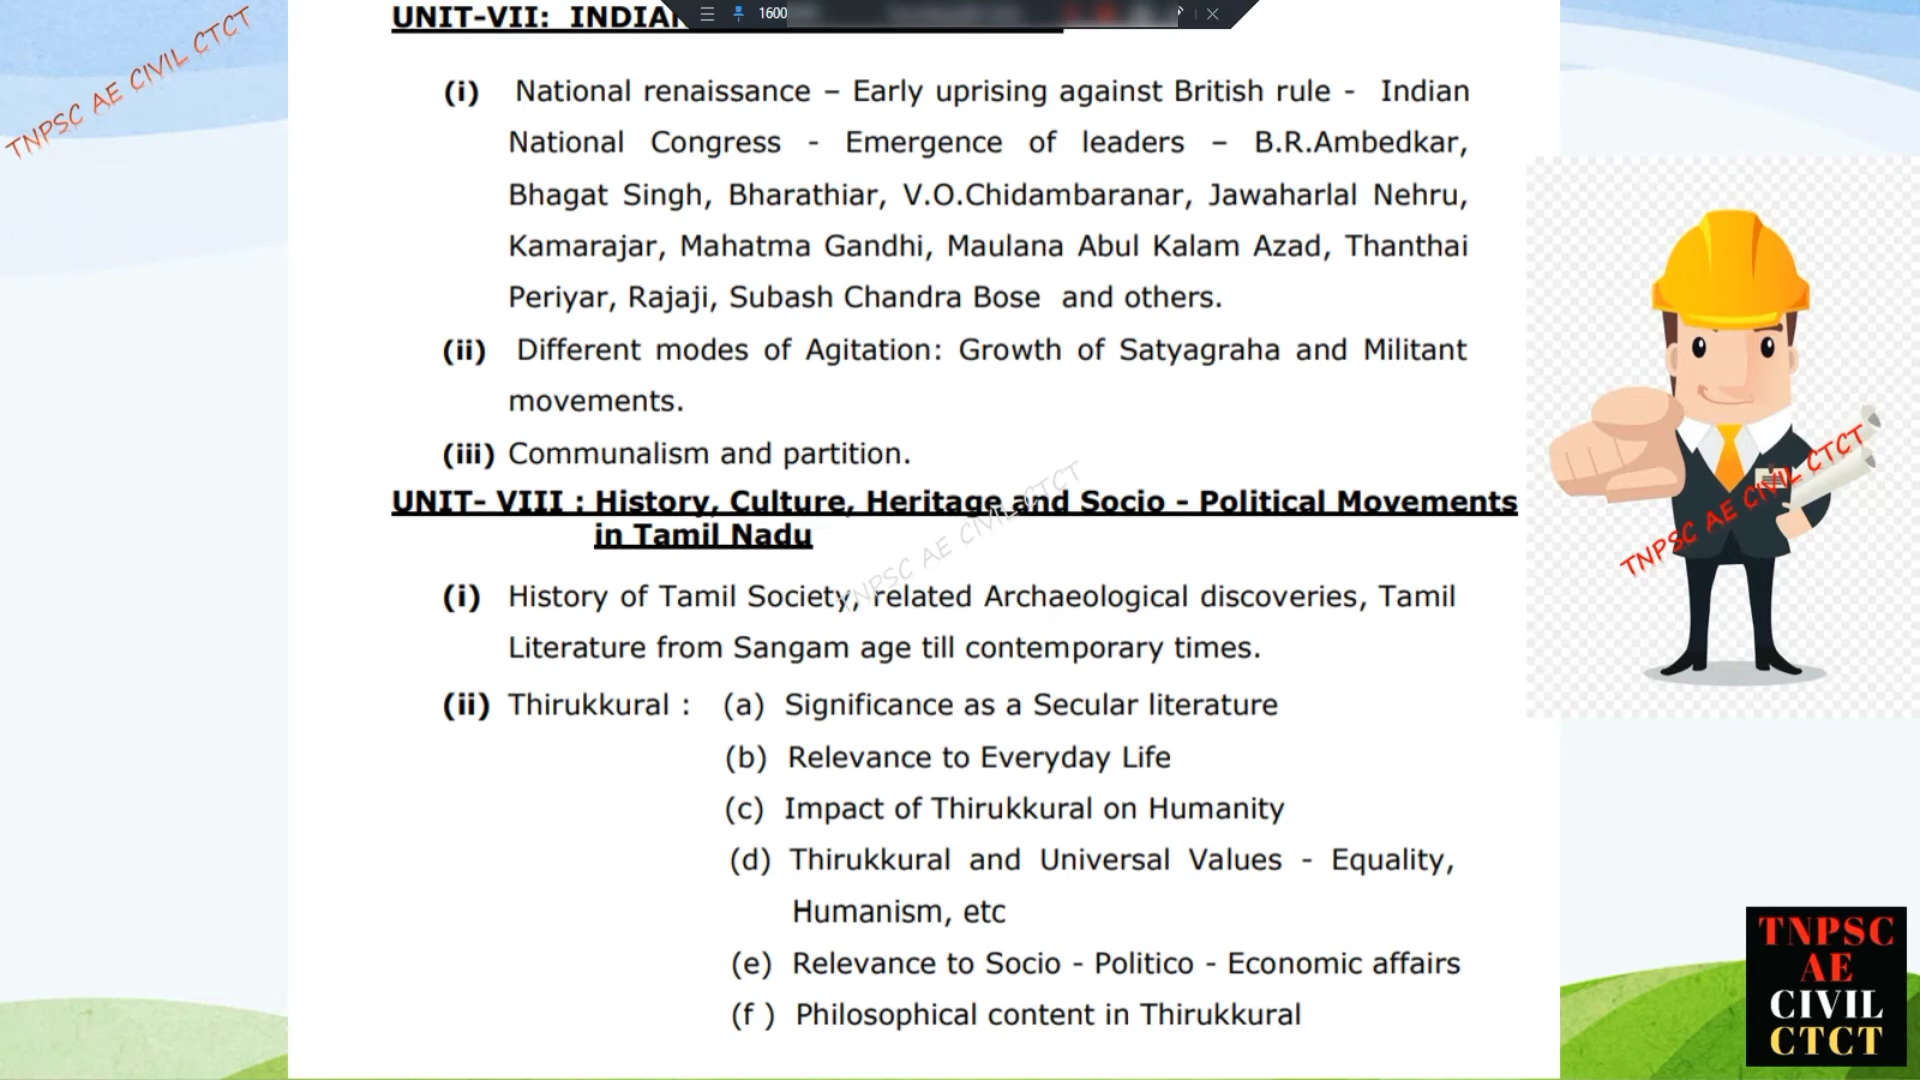 UNIT-VII: INDIAN
1600
TNPSC AE CIVIL CTCT
(i) National renaissance – Early uprising against British rule - Indian
National Congress - Emergence of leaders – B.R.Ambedkar,
Bhagat Singh, Bharathiar, V.O.Chidambaranar, Jawaharlal Nehru,
Kamarajar, Mahatma Gandhi, Maulana Abul Kalam Azad, Thanthai
Periyar, Rajaji, Subash Chandra Bose and others.
(ii) Different modes of Agitation: Growth of Satyagraha and Militant
movements.
(iii) Communalism and partition.
UNIT- VIII : History, Culture, Heritage and Socio - Political Movements
in Tamil Nadu
TNPSC AE CIVIL CTCT
TNPSC AE CIVIL CTCT
(i) History of Tamil Society, related Archaeological discoveries, Tamil
Literature from Sangam age till contemporary times.
(ii) Thirukkural : (a) Significance as a Secular literature
(b) Relevance to Everyday Life
(c) Impact of Thirukkural on Humanity
(d) Thirukkural and Universal Values - Equality,
Humanism, etc
(e) Relevance to Socio - Politico - Economic affairs
(f ) Philosophical content in Thirukkural
TNPSC
AE
CIVIL
CTCT